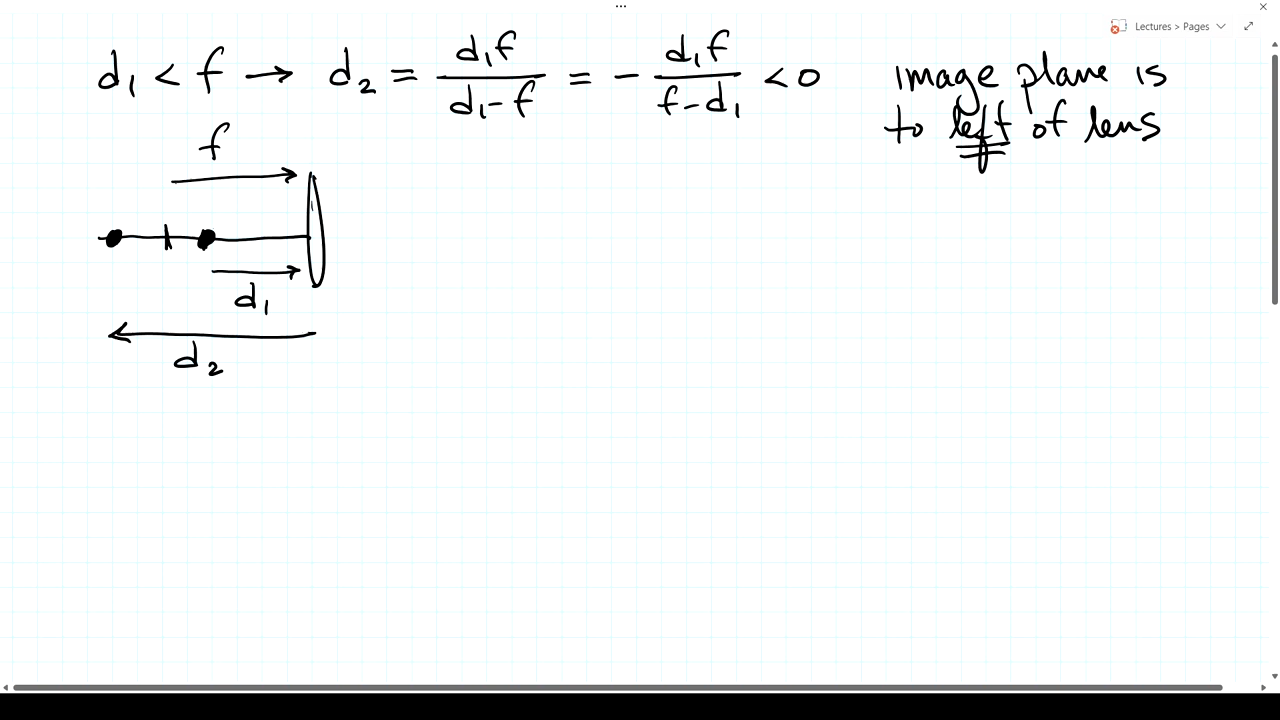 Lectures > Pages
d₁ < f → d₂ = d₁f / (d₁ - f) = - d₁f / (f - d₁) < 0
image plane is
to left of lens
f
d₁
d₂